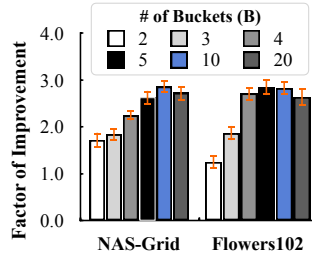 # of Buckets (B)
2 3 4
5 10 20
Factor of Improvement
4.0
3.0
2.0
1.0
0.0
NAS-Grid Flowers102